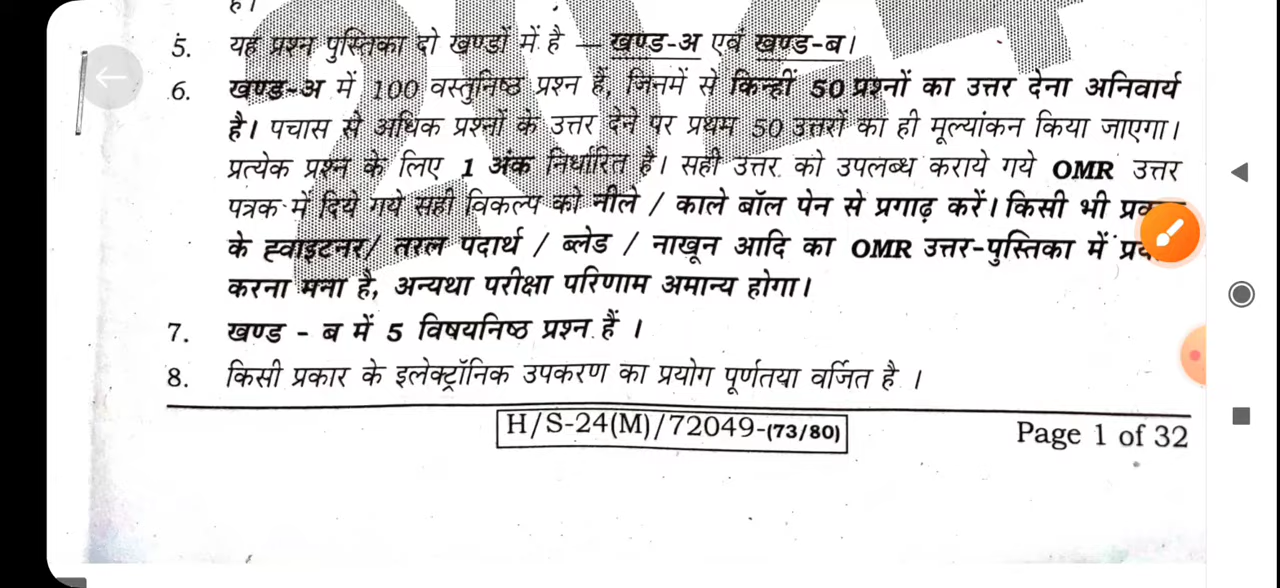 है।
5. यह प्रश्न पुस्तिका दो खण्डों में है — खण्ड-अ एवं खण्ड-ब।
6. खण्ड-अ में 100 वस्तुनिष्ठ प्रश्न हैं, जिनमें से किन्हीं 50 प्रश्नों का उत्तर देना अनिवार्य
है। पचास से अधिक प्रश्नों के उत्तर देने पर प्रथम 50 उत्तरों का ही मूल्यांकन किया जाएगा।
प्रत्येक प्रश्न के लिए 1 अंक निर्धारित है। सही उत्तर को उपलब्ध कराये गये OMR उत्तर
पत्रक में दिये गये सही विकल्प को नीले / काले बॉल पेन से प्रगाढ़ करें। किसी भी
के ह्वाइटनर/ तरल पदार्थ / ब्लेड / नाखून आदि का OMR उत्तर-पुस्तिका में
करना मना है, अन्यथा परीक्षा परिणाम अमान्य होगा।
7. खण्ड - ब में 5 विषयनिष्ठ प्रश्न हैं ।
8. किसी प्रकार के इलेक्ट्रॉनिक उपकरण का प्रयोग पूर्णतया वर्जित है ।
H/S-24(M)/72049-(73/80)
Page 1 of 32